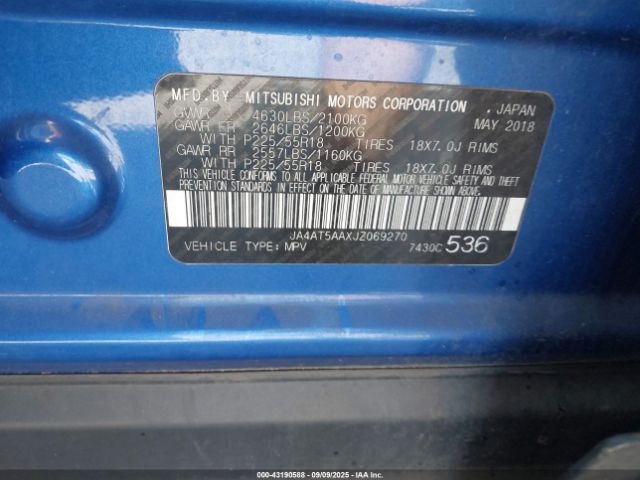 MFD.BY MITSUBISHI MOTORS CORPORATION , JAPAN
GVWR 4630LBS/2100KG MAY 2018
GAWR FR 2646LBS/1200KG
WITH P225/55R18 TIRES 18X7.0J RIMS
GAWR RR 2557LBS/1160KG
WITH P225/55R18 TIRES 18X7.0J RIMS
THIS VEHICLE CONFORMS TO ALL APPLICABLE FEDERAL MOTOR VEHICLE SAFETY AND THEFT
PREVENTION STANDARDS IN EFFECT ON THE DATE OF MANUFACTURE SHOWN ABOVE.
JA4AT5AAXJZ069270
VEHICLE TYPE: MPV 7430C 536
000-43190588 - 09/09/2025 - IAA Inc.